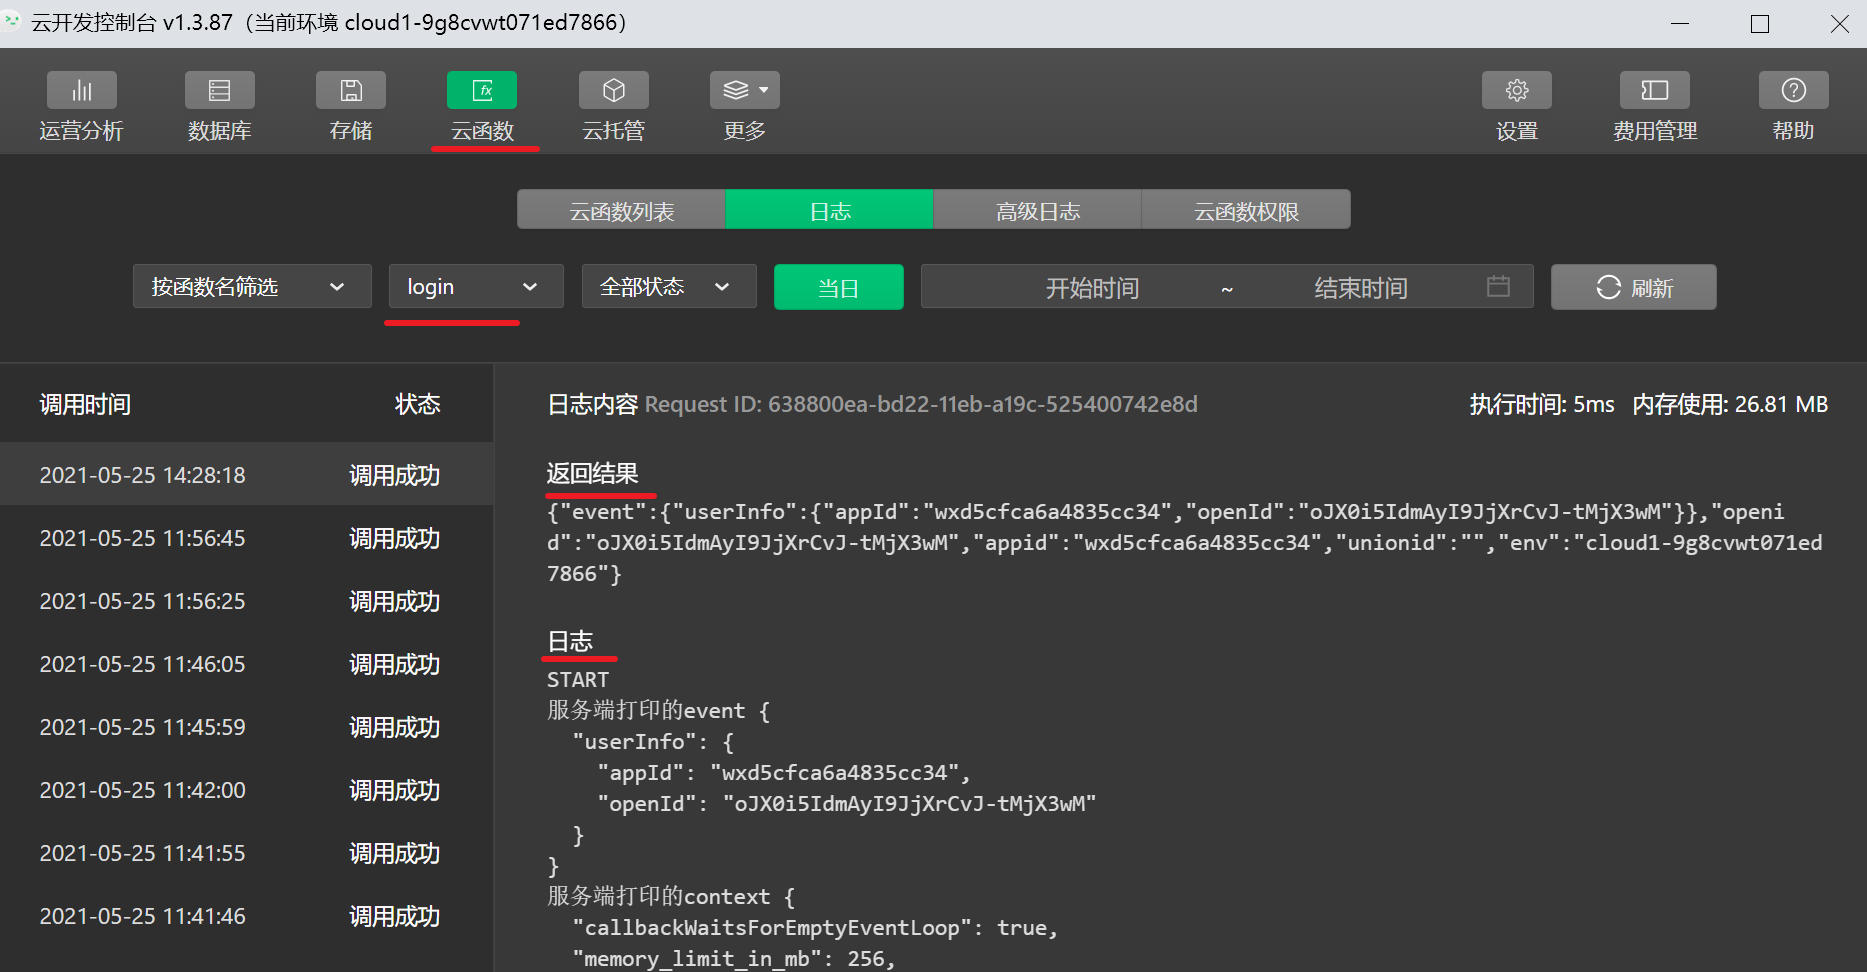 云开发控制台 v1.3.87（当前环境 cloud1-9g8cvwt071ed7866）
运营分析 数据库 存储 云函数 云托管 更多 设置 费用管理 帮助
云函数列表 日志 高级日志 云函数权限
按函数名筛选 login 全部状态 当日 开始时间 ~ 结束时间 刷新
调用时间 状态
2021-05-25 14:28:18 调用成功
2021-05-25 11:56:45 调用成功
2021-05-25 11:56:25 调用成功
2021-05-25 11:46:05 调用成功
2021-05-25 11:45:59 调用成功
2021-05-25 11:42:00 调用成功
2021-05-25 11:41:55 调用成功
2021-05-25 11:41:46 调用成功
日志内容 Request ID: 638800ea-bd22-11eb-a19c-525400742e8d 执行时间: 5ms 内存使用: 26.81 MB
返回结果
{"event":{"userInfo":{"appId":"wxd5cfca6a4835cc34","openId":"oJX0i5IdmAyI9JjXrCvJ-tMjX3wM"}},"openi
d":"oJX0i5IdmAyI9JjXrCvJ-tMjX3wM","appid":"wxd5cfca6a4835cc34","unionid":"","env":"cloud1-9g8cvwt071ed
7866"}
日志
START
服务端打印的event {
"userInfo": {
"appId": "wxd5cfca6a4835cc34",
"openId": "oJX0i5IdmAyI9JjXrCvJ-tMjX3wM"
}
}
服务端打印的context {
"callbackWaitsForEmptyEventLoop": true,
"memory_limit_in_mb": 256,